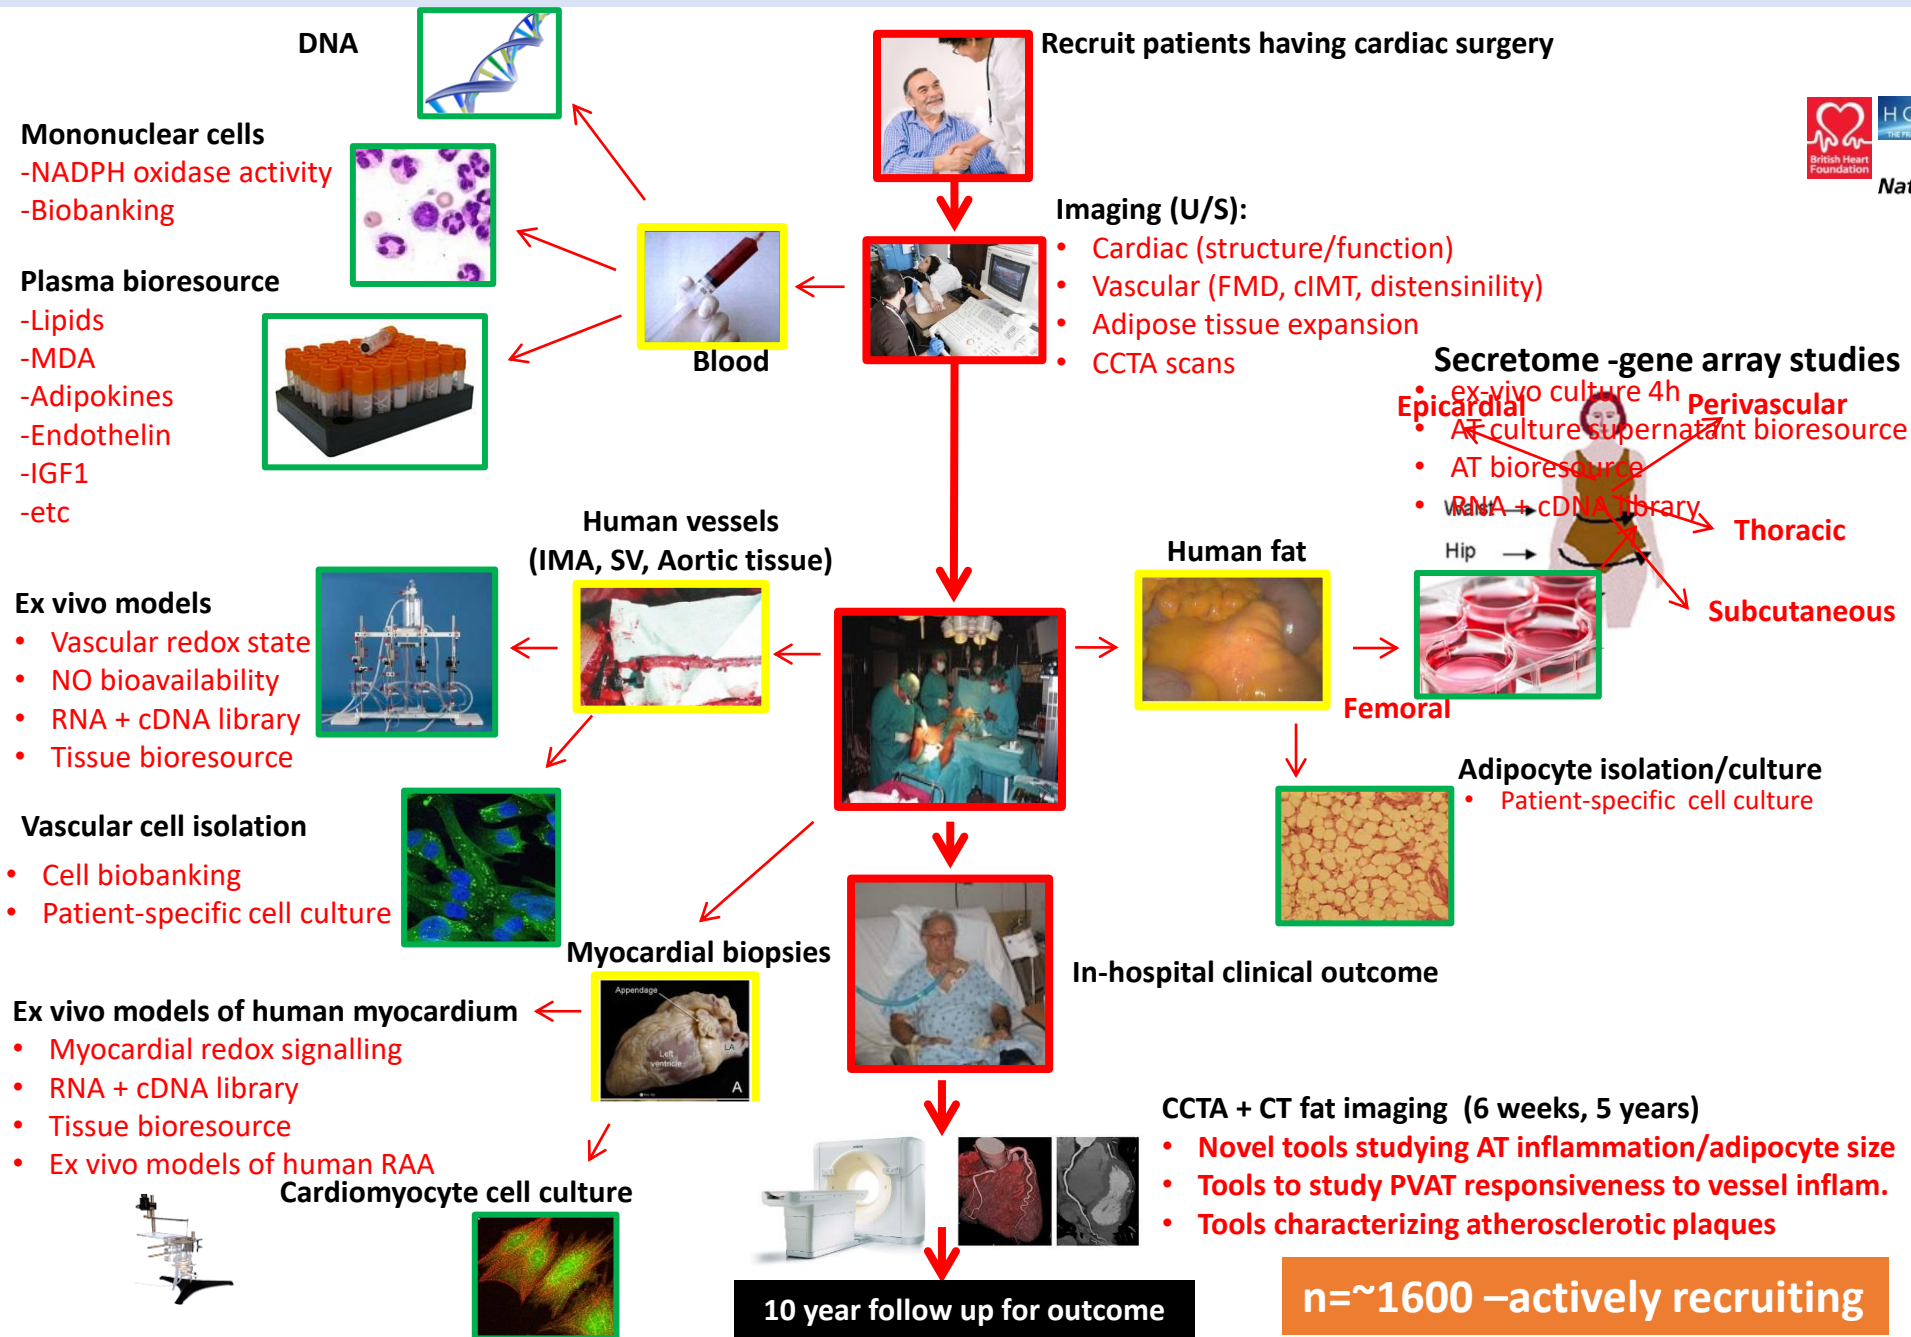 DNA
Recruit patients having cardiac surgery
Mononuclear cells
-NADPH oxidase activity
-Biobanking
British Heart
Foundation
Nat
Imaging (U/S):
• Cardiac (structure/function)
• Vascular (FMD, cIMT, distensinility)
• Adipose tissue expansion
• CCTA scans
Plasma bioresource
-Lipids
-MDA
-Adipokines
-Endothelin
-IGF1
-etc
Blood
Secretome -gene array studies
• ex-vivo culture 4h
• AT culture supernatant bioresource
• AT bioresource
• RNA + cDNA library
Epicardial
Perivascular
Waist
Hip
Thoracic
Subcutaneous
Femoral
Human vessels
(IMA, SV, Aortic tissue)
Human fat
Ex vivo models
• Vascular redox state
• NO bioavailability
• RNA + cDNA library
• Tissue bioresource
Adipocyte isolation/culture
• Patient-specific cell culture
Vascular cell isolation
• Cell biobanking
• Patient-specific cell culture
Myocardial biopsies
Appendage
Left
ventricle
LA
A
In-hospital clinical outcome
Ex vivo models of human myocardium
• Myocardial redox signalling
• RNA + cDNA library
• Tissue bioresource
• Ex vivo models of human RAA
Cardiomyocyte cell culture
CCTA + CT fat imaging (6 weeks, 5 years)
• Novel tools studying AT inflammation/adipocyte size
• Tools to study PVAT responsiveness to vessel inflam.
• Tools characterizing atherosclerotic plaques
10 year follow up for outcome
n=~1600 –actively recruiting